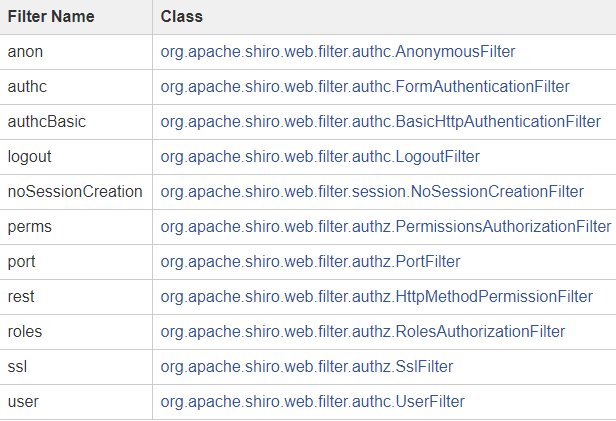 Filter Name Class
anon org.apache.shiro.web.filter.authc.AnonymousFilter
authc org.apache.shiro.web.filter.authc.FormAuthenticationFilter
authcBasic org.apache.shiro.web.filter.authc.BasicHttpAuthenticationFilter
logout org.apache.shiro.web.filter.authc.LogoutFilter
noSessionCreation org.apache.shiro.web.filter.session.NoSessionCreationFilter
perms org.apache.shiro.web.filter.authz.PermissionsAuthorizationFilter
port org.apache.shiro.web.filter.authz.PortFilter
rest org.apache.shiro.web.filter.authz.HttpMethodPermissionFilter
roles org.apache.shiro.web.filter.authz.RolesAuthorizationFilter
ssl org.apache.shiro.web.filter.authz.SslFilter
user org.apache.shiro.web.filter.authc.UserFilter